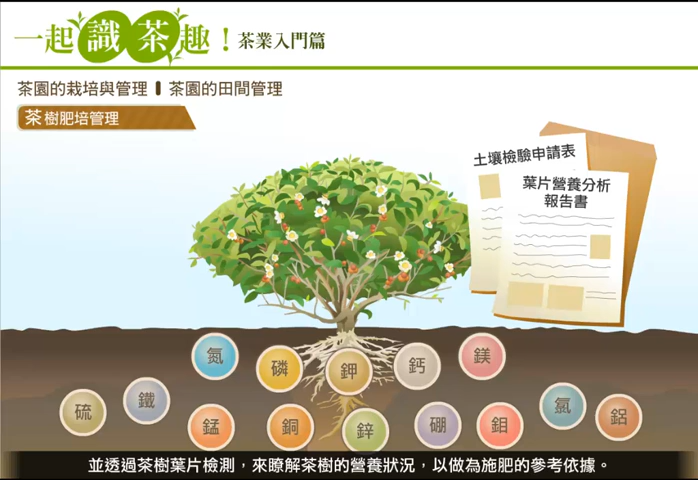 一起識茶趣！茶業入門篇
茶園的栽培與管理 ▮ 茶園的田間管理
茶樹肥培管理
土壤檢驗申請表
葉片營養分析
報告書
氮
磷
鉀
鈣
鎂
硫
鐵
錳
銅
鋅
硼
鉬
氯
鋁
並透過茶樹葉片檢測，來瞭解茶樹的營養狀況，以做為施肥的參考依據。